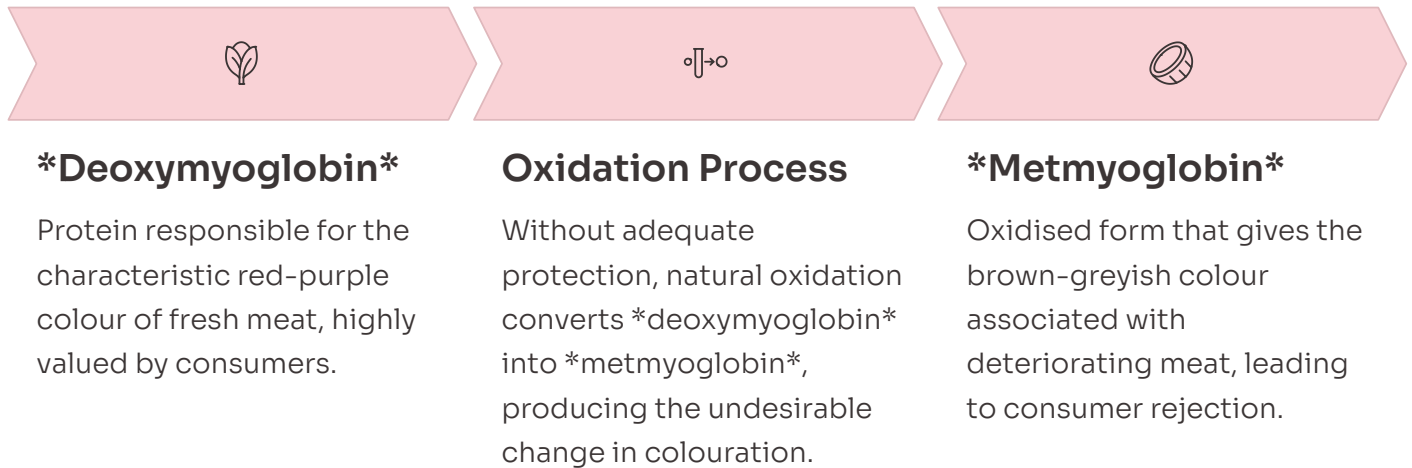 *Deoxymyoglobin*
Protein responsible for the
characteristic red-purple
colour of fresh meat, highly
valued by consumers.
Oxidation Process
Without adequate
protection, natural oxidation
converts *deoxymyoglobin*
into *metmyoglobin*,
producing the undesirable
change in colouration.
*Metmyoglobin*
Oxidised form that gives the
brown-greyish colour
associated with
deteriorating meat, leading
to consumer rejection.